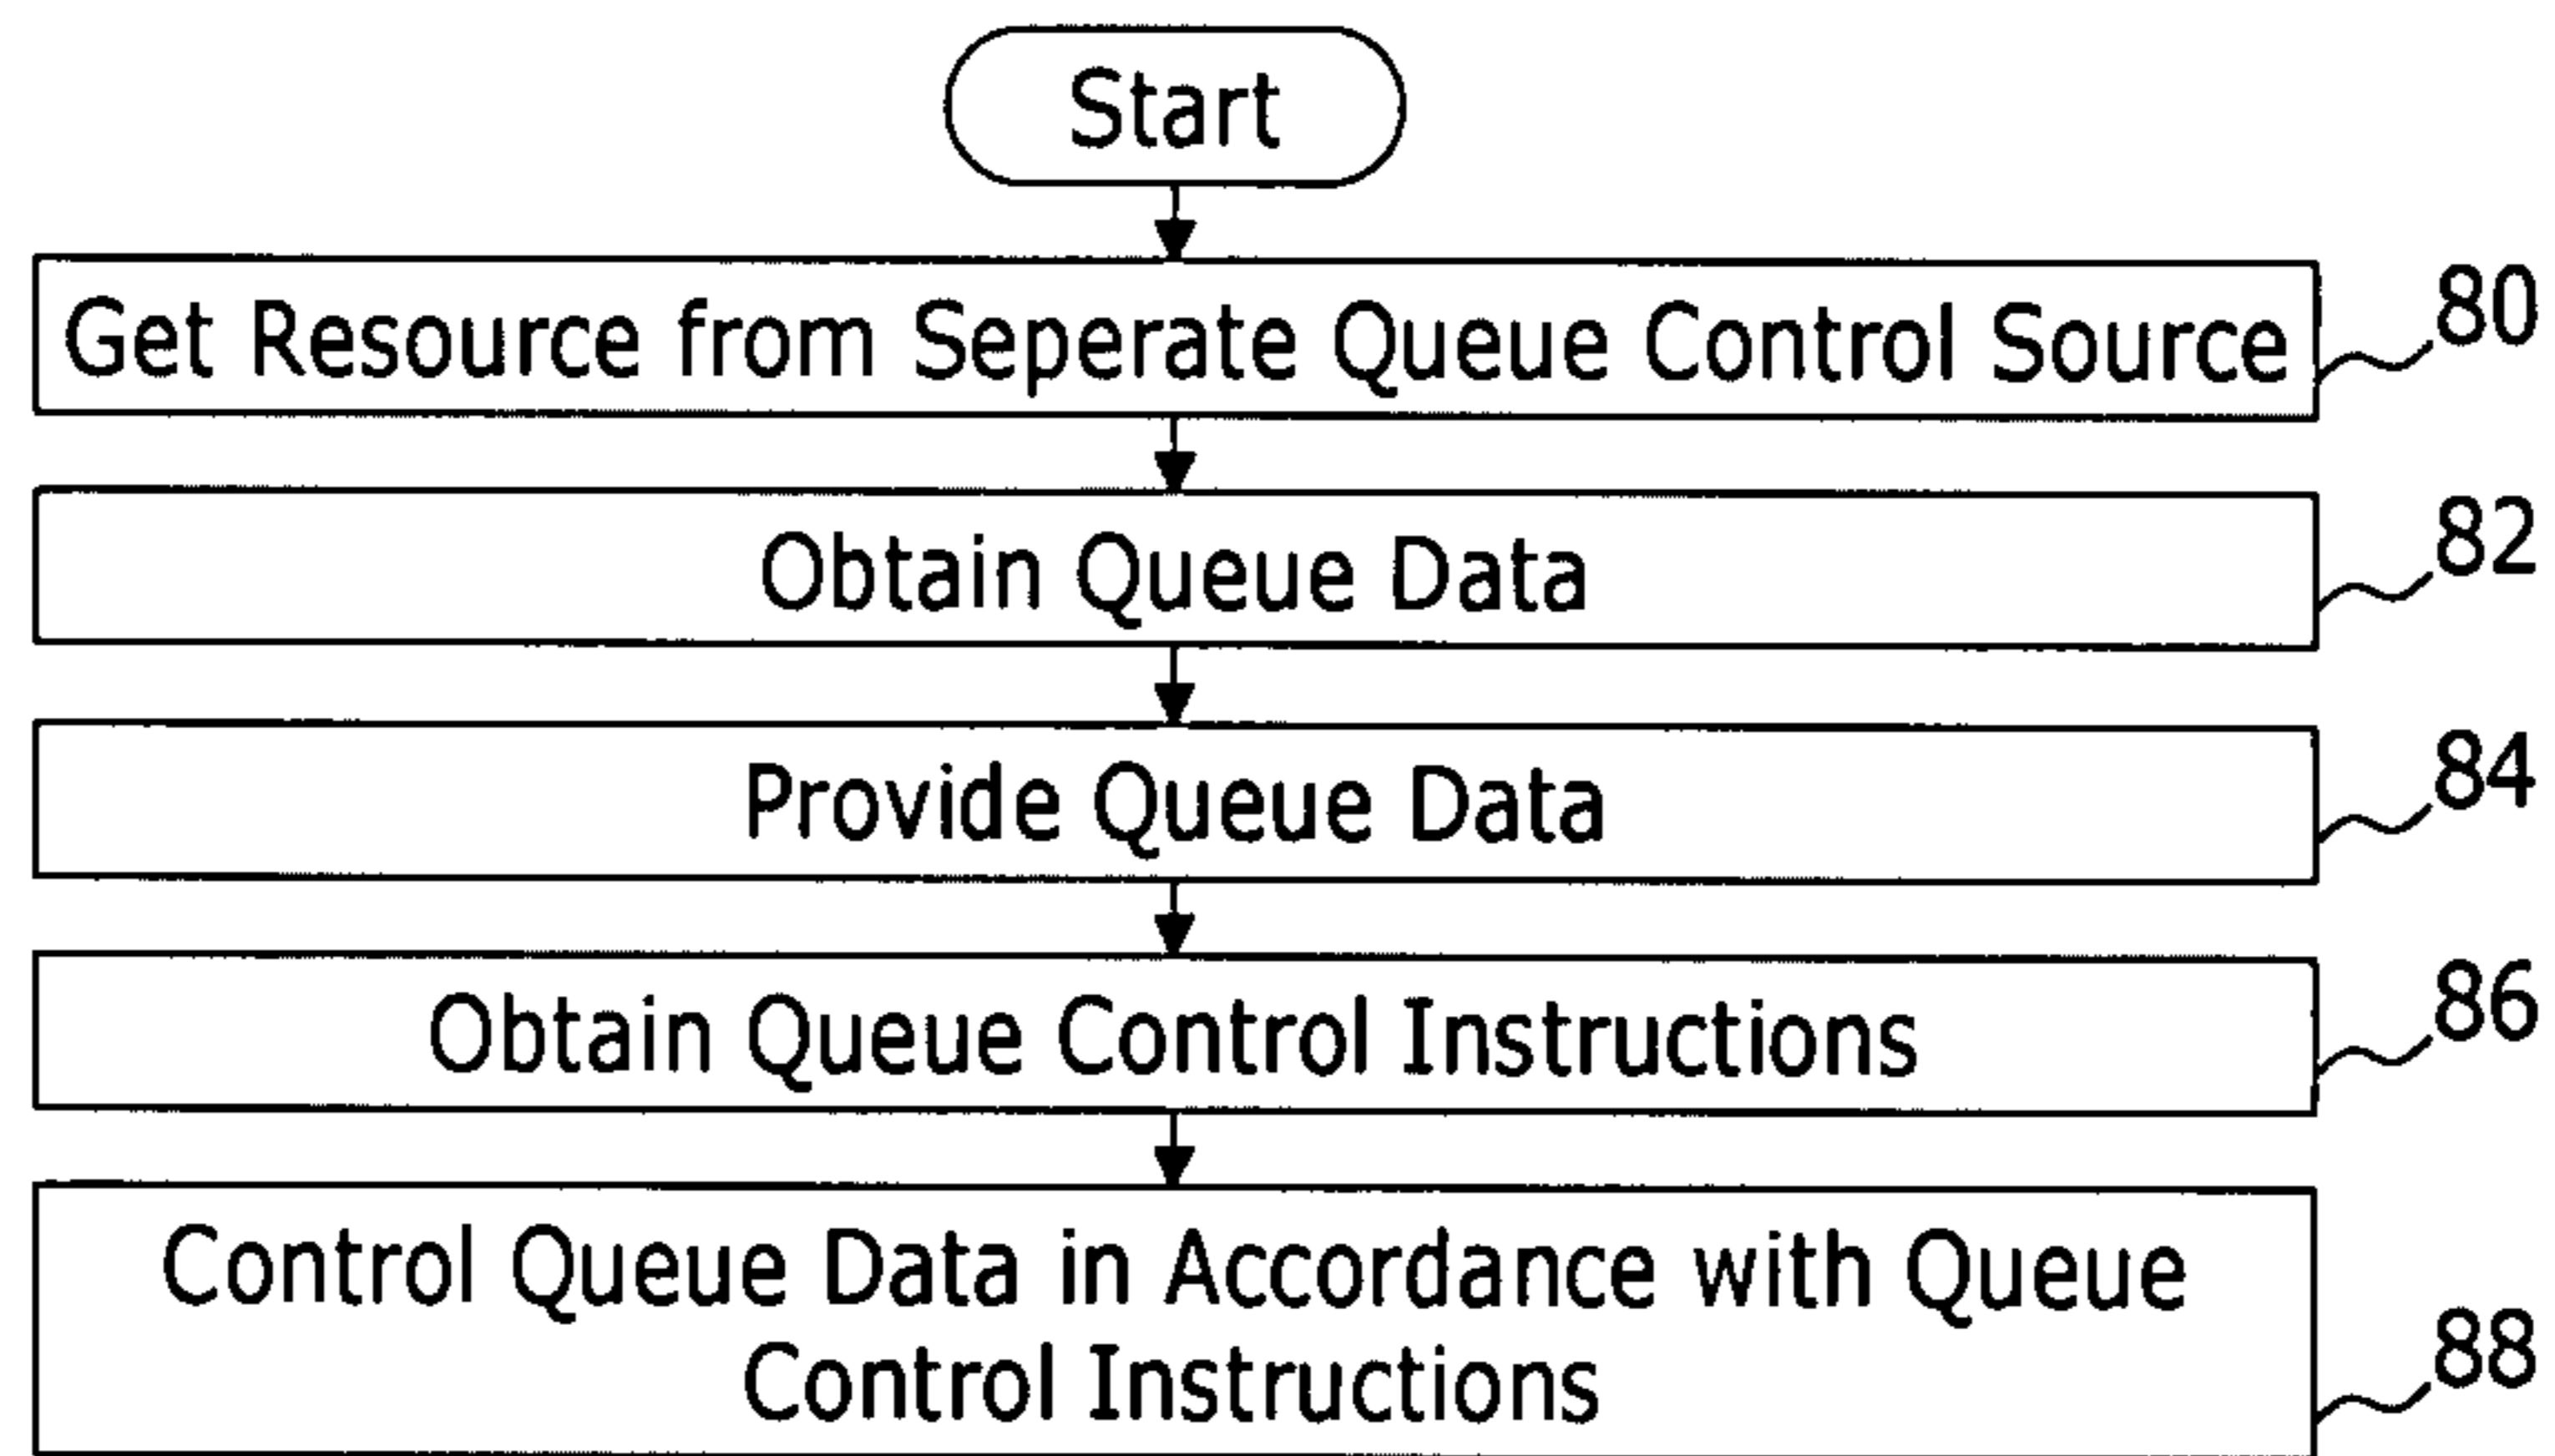 Start
Get Resource from Seperate Queue Control Source
80
Obtain Queue Data
82
Provide Queue Data
84
Obtain Queue Control Instructions
86
Control Queue Data in Accordance with Queue
Control Instructions
88